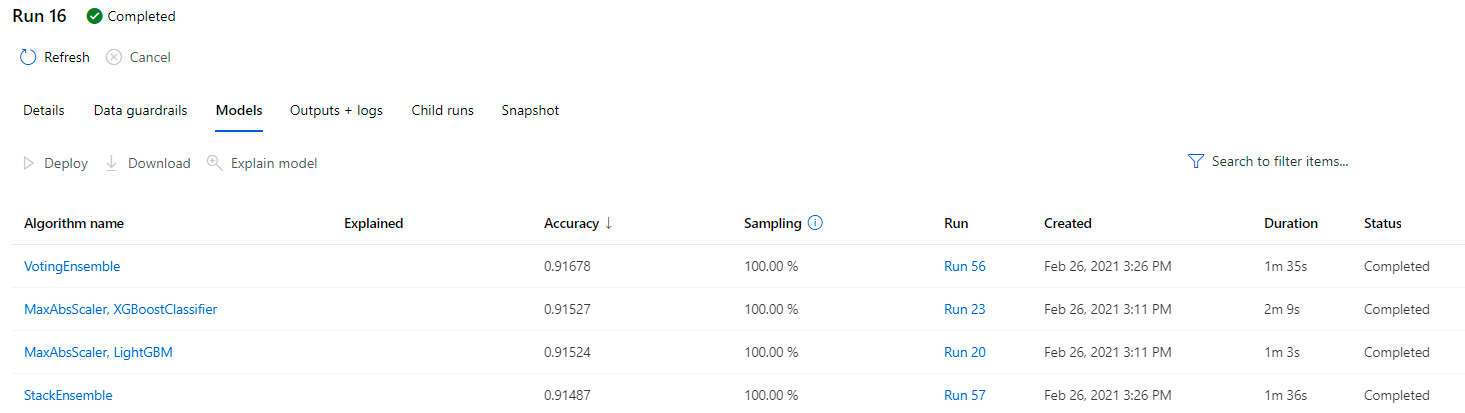 Run 16 Completed
Refresh Cancel
Details Data guardrails Models Outputs + logs Child runs Snapshot
Deploy Download Explain model Search to filter items...
Algorithm name Explained Accuracy ↓ Sampling Run Created Duration Status
VotingEnsemble 0.91678 100.00 % Run 56 Feb 26, 2021 3:26 PM 1m 35s Completed
MaxAbsScaler, XGBoostClassifier 0.91527 100.00 % Run 23 Feb 26, 2021 3:11 PM 2m 9s Completed
MaxAbsScaler, LightGBM 0.91524 100.00 % Run 20 Feb 26, 2021 3:11 PM 1m 3s Completed
StackEnsemble 0.91487 100.00 % Run 57 Feb 26, 2021 3:26 PM 1m 36s Completed